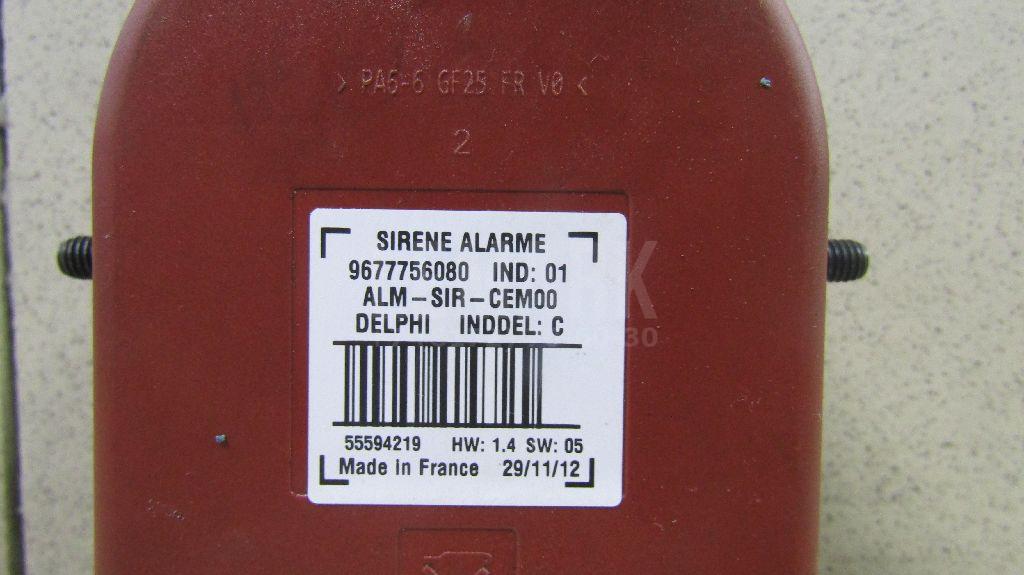 > PA6-6 GF25 FR V0 <
2
SIRENE ALARME
9677756080 IND: 01
ALM-SIR-CEM00
DELPHI INDDEL: C
55594219 HW: 1.4 SW: 05
Made in France 29/11/12